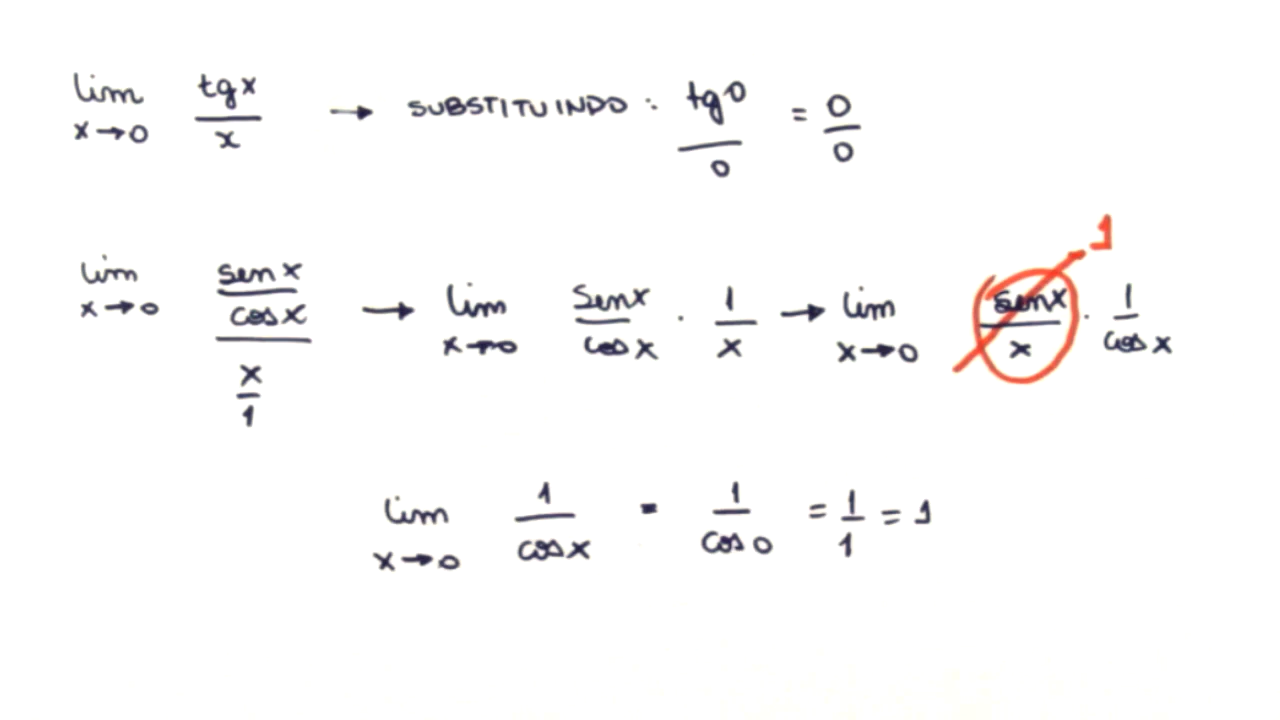 lim x→0 tgx/x → SUBSTITUINDO: tg0/0 = 0/0
lim x→0 (senx/cosx)/(x/1) → lim x→0 senx/cosx · 1/x → lim x→0 senx/x · 1/cosx 1
lim x→0 1/cosx = 1/cos0 = 1/1 = 1